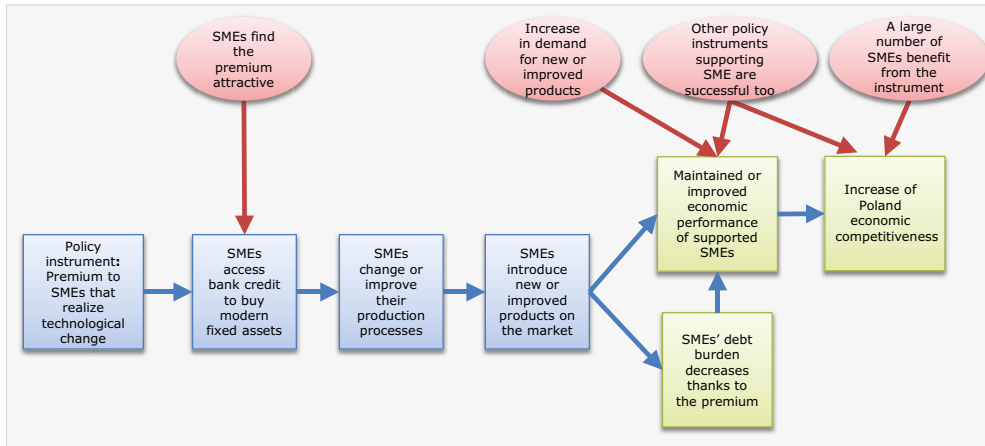 SMEs find
the
premium
attractive
Increase
in demand
for new or
improved
products
Other policy
instruments
supporting
SME are
successful too
A large
number of
SMEs benefit
from the
instrument
Policy
instrument:
Premium to
SMEs that
realize
technological
change
SMEs
access
bank credit
to buy
modern
fixed assets
SMEs
change or
improve
their
production
processes
SMEs
introduce
new or
improved
products on
the market
Maintained or
improved
economic
performance
of supported
SMEs
Increase of
Poland
economic
competitiveness
SMEs' debt
burden
decreases
thanks to
the premium